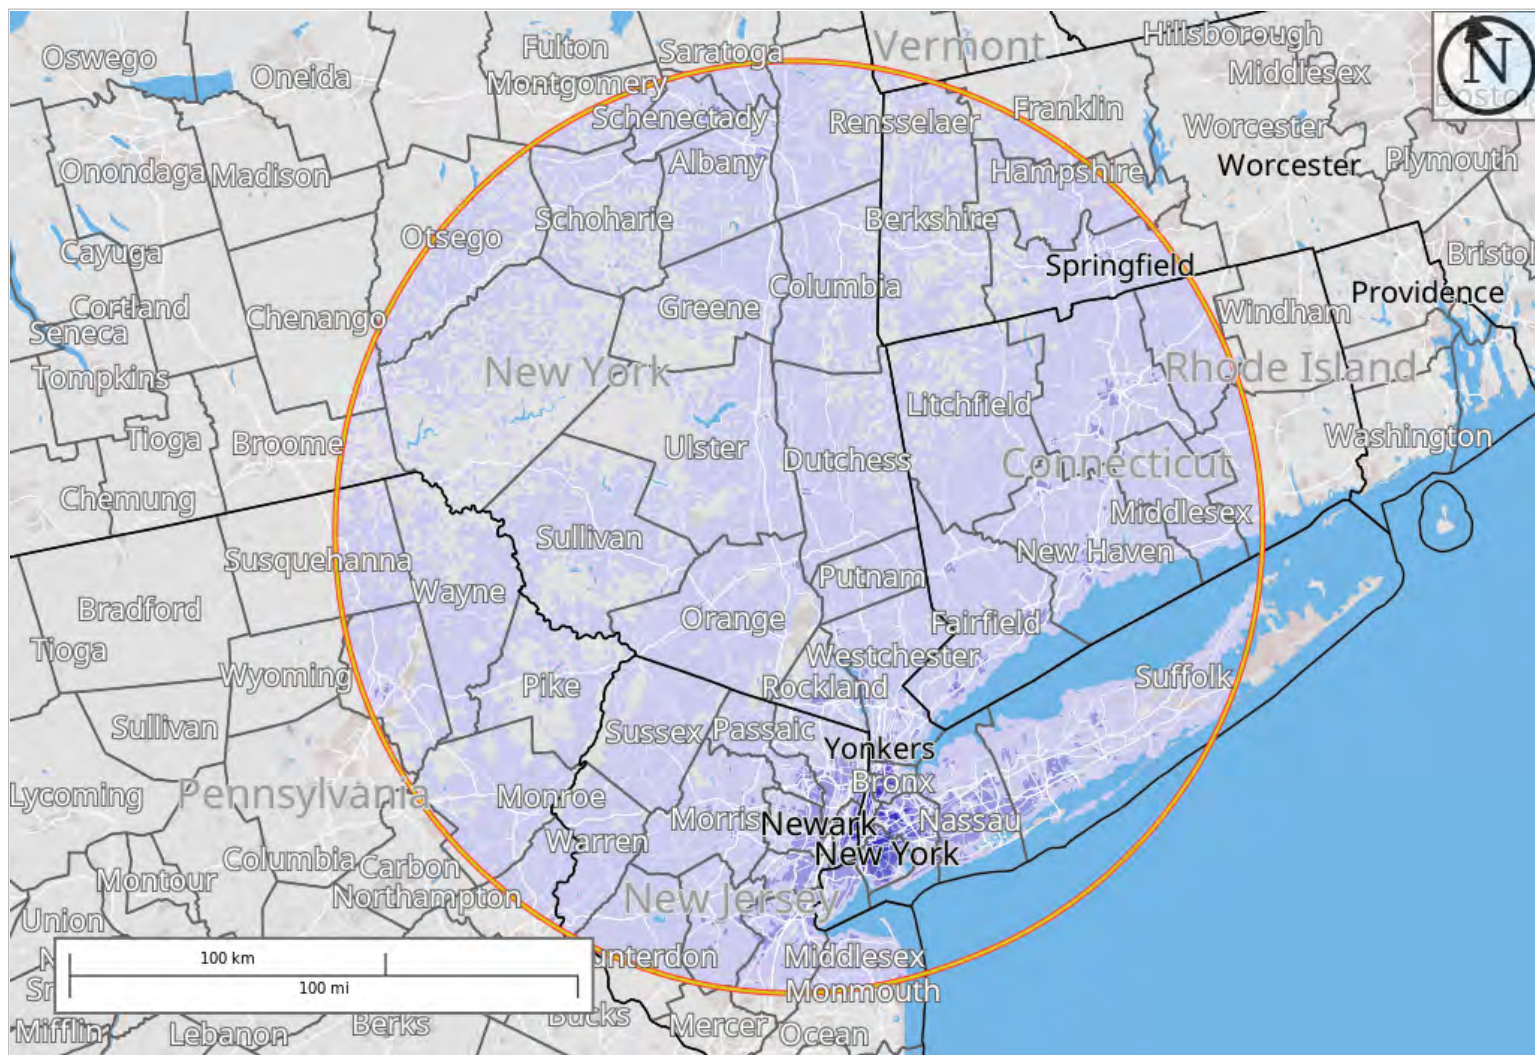 Oswego
Oneida
Fulton
Saratoga
Vermont
Hillsborough
Middlesex
N
Montgomery
Schenectady
Rensselaer
Franklin
Worcester
Worcester
Plymouth
Onondaga
Madison
Albany
Hampshire
Schoharie
Berkshire
Otsego
Cayuga
Bristol
Springfield
Columbia
Providence
Cortland
Chenango
Greene
Windham
Seneca
New York
Rhode Island
Tompkins
Litchfield
Tioga
Broome
Ulster
Dutchess
Connecticut
Washington
Chemung
Middlesex
Sullivan
New Haven
Susquehanna
Wayne
Putnam
Bradford
Orange
Fairfield
Tioga
Westchester
Wyoming
Pike
Rockland
Suffolk
Sullivan
Sussex
Passaic
Yonkers
Bronx
Lycoming
Pennsylvania
Monroe
Morris
Newark
Nassau
Warren
New York
Columbia
Carbon
Montour
Northampton
New Jersey
Union
100 km
100 mi
unterdon
Middlesex
Monmouth
Bucks
Mercer
Ocean
Mifflin
Lebanon
Berks